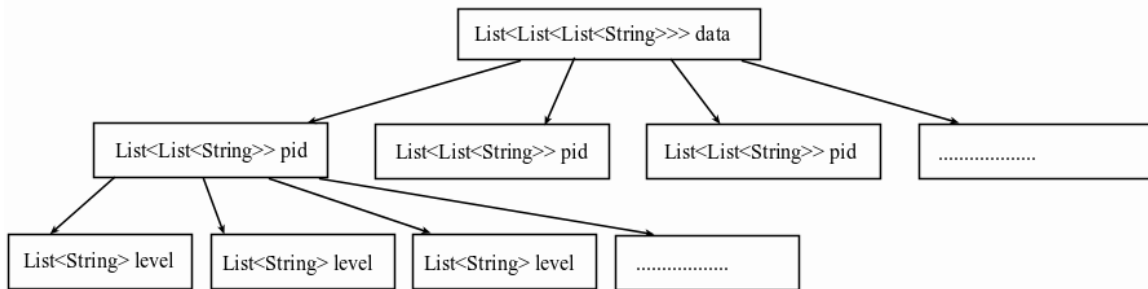 List<List<List<String>>> data
List<List<String>> pid
List<List<String>> pid
List<List<String>> pid
...................
List<String> level
List<String> level
List<String> level
..................